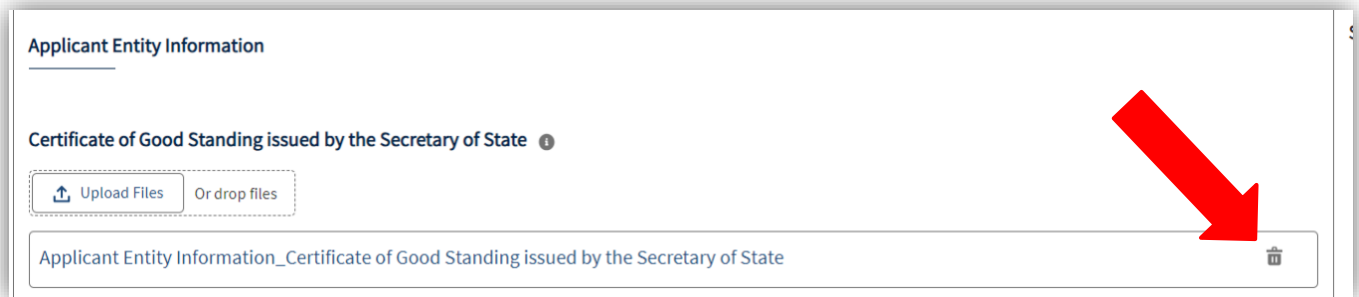 Applicant Entity Information
Certificate of Good Standing issued by the Secretary of State
Upload Files Or drop files
Applicant Entity Information_Certificate of Good Standing issued by the Secretary of State